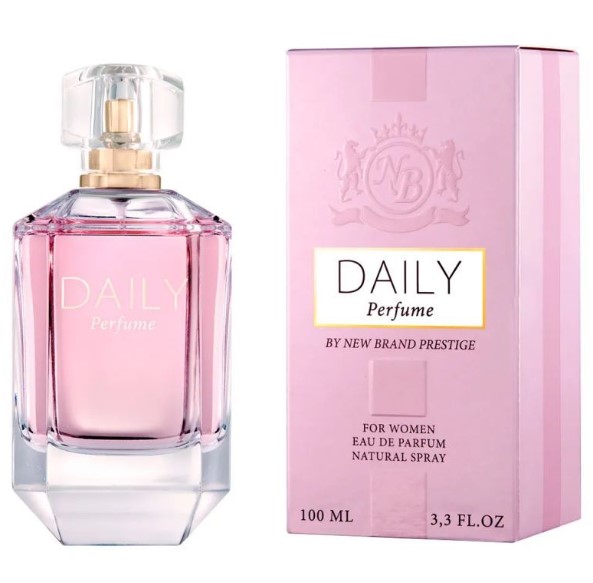 DAILY
Perfume
NB
DAILY
Perfume
BY NEW BRAND PRESTIGE
FOR WOMEN
EAU DE PARFUM
NATURAL SPRAY
100 ML
3,3 FL.OZ